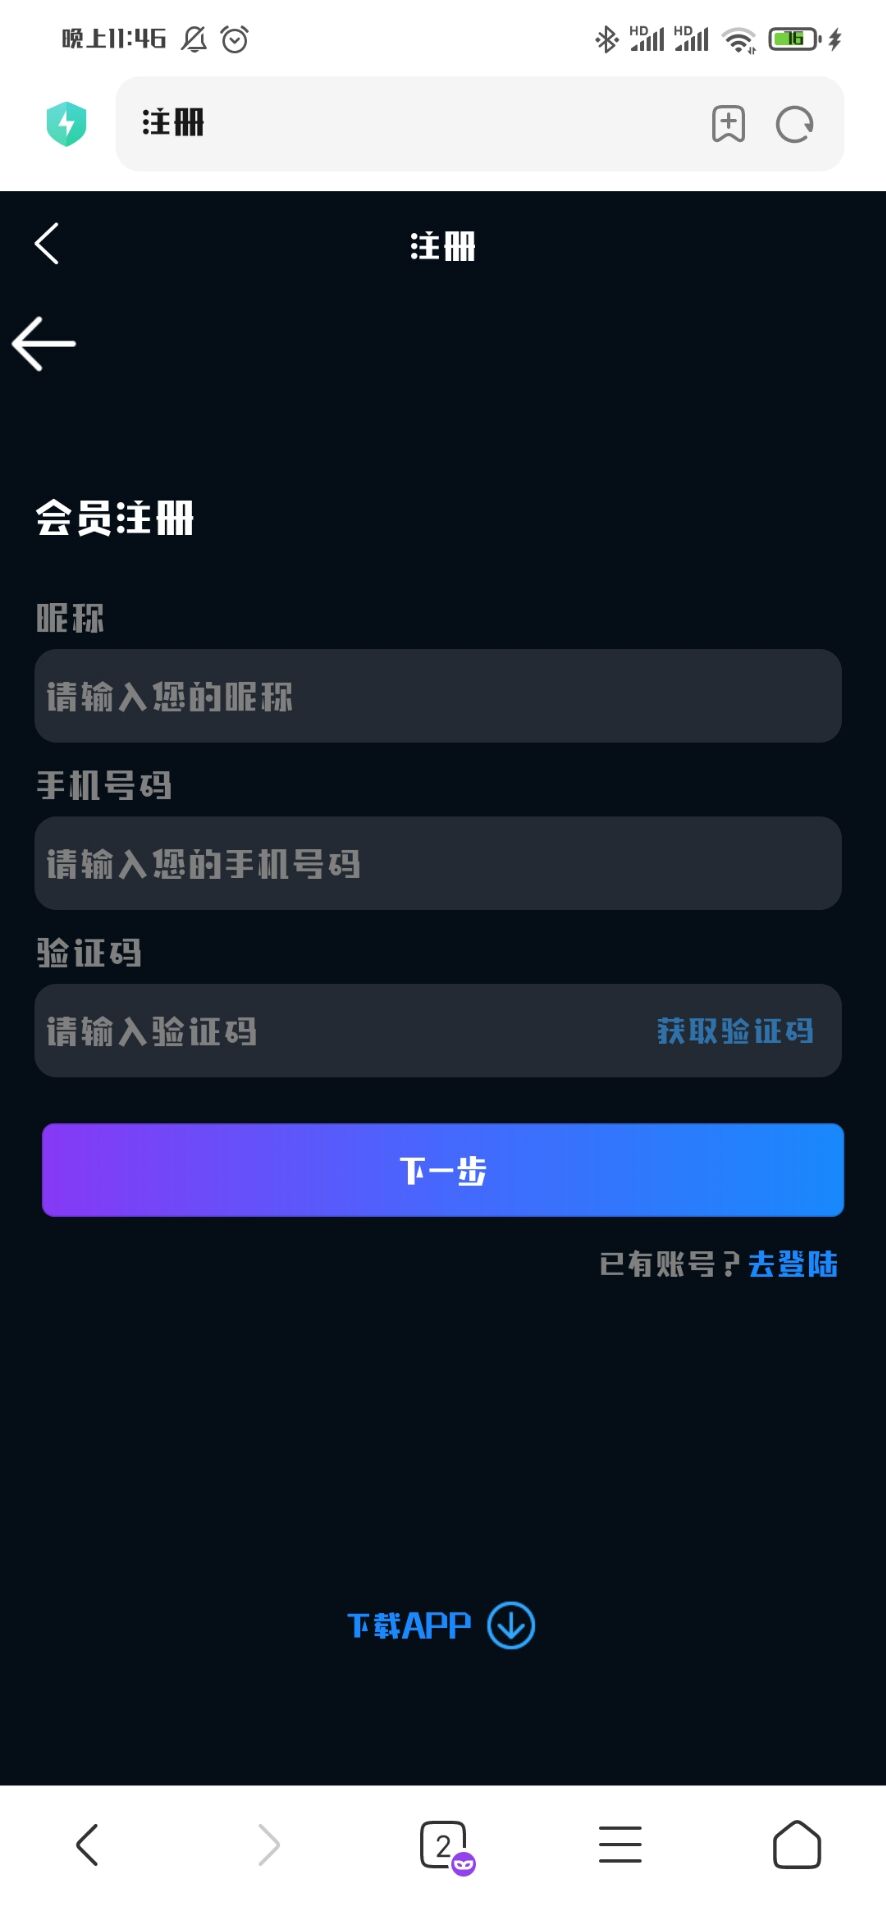 晚上11:46 HD HD 76
注册
注册
会员注册
昵称
请输入您的昵称
手机号码
请输入您的手机号码
验证码
请输入验证码 获取验证码
下一步
已有账号？去登陆
下载APP
2